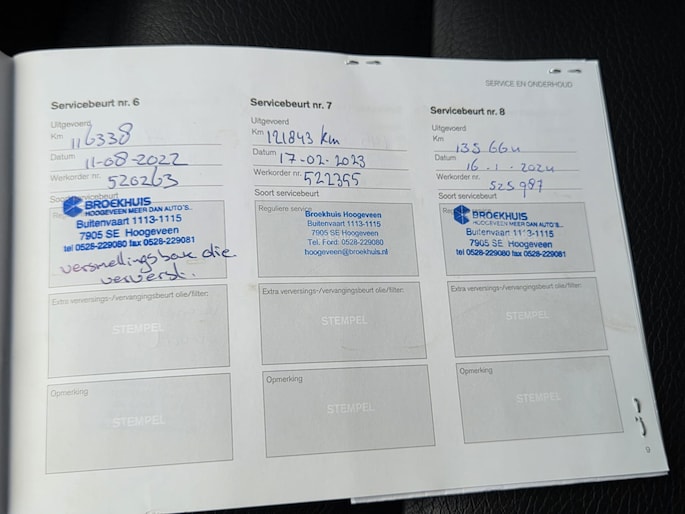 SERVICE EN ONDERHOUD
Servicebeurt nr. 6
Uitgevoerd
Km 116338
Datum 11-08-2022
Werkorder nr. 520263
Soort servicebeurt
BROEKHUIS
HOOGEVEEN MEER DAN AUTO'S...
Buitenvaart 1113-1115
7905 SE Hoogeveen
tel 0528-229080 fax 0528-229081
versnellingsbak olie
ververst.
Extra verversings-/vervangingsbeurt olie/filter:
STEMPEL
Opmerking
STEMPEL
Servicebeurt nr. 7
Uitgevoerd
Km 121843 km
Datum 17-02-2023
Werkorder nr. 522355
Soort servicebeurt
Reguliere service
Broekhuis Hoogeveen
Buitenvaart 1113-1115
7905 SE Hoogeveen
Tel. Ford: 0528-229080
hoogeveen@broekhuis.nl
Extra verversings-/vervangingsbeurt olie/filter:
STEMPEL
Opmerking
STEMPEL
Servicebeurt nr. 8
Uitgevoerd
Km 135664
Datum 16-1-2024
Werkorder nr. 525987
Soort servicebeurt
BROEKHUIS
HOOGEVEEN MEER DAN AUTO'S...
Buitenvaart 1113-1115
7905 SE Hoogeveen
tel 0528-229080 fax 0528-229081
Extra verversings-/vervangingsbeurt olie/filter:
STEMPEL
Opmerking
STEMPEL
9